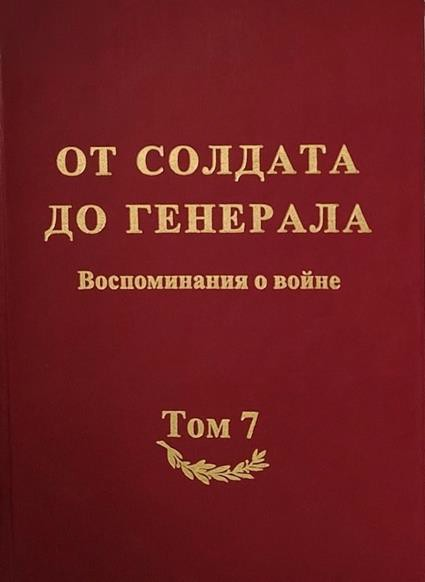 ОТ СОЛДАТА
ДО ГЕНЕРАЛА
Воспоминания о войне
Том 7